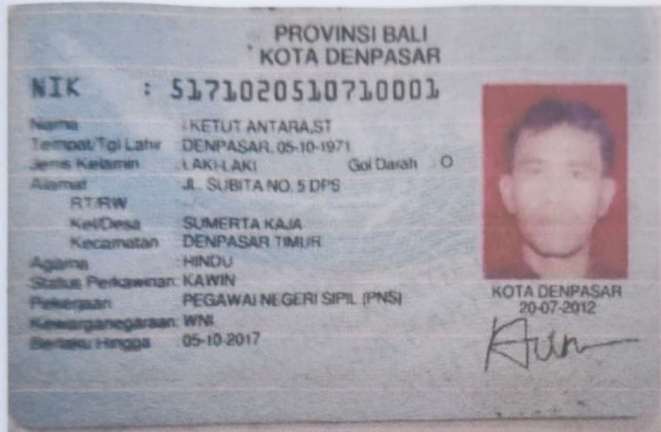 PROVINSI BALI
KOTA DENPASAR
NIK : 5171020510710001
Nama I KETUT ANTARA,ST
Tempat/Tgl Lahir DENPASAR, 05-10-1971
Jenis Kelamin : LAKI-LAKI Gol Darah O
Alamat JL. SUBITA NO. 5 DPS
RT/RW
Kel/Desa SUMERTA KAJA
Kecamatan DENPASAR TIMUR
Agama HINDU
Status Perkawinan: KAWIN
Pekerjaan PEGAWAI NEGERI SIPIL (PNS)
Kewarganegaraan: WNI
Berlaku Hingga 05-10-2017
KOTA DENPASAR
20-07-2012